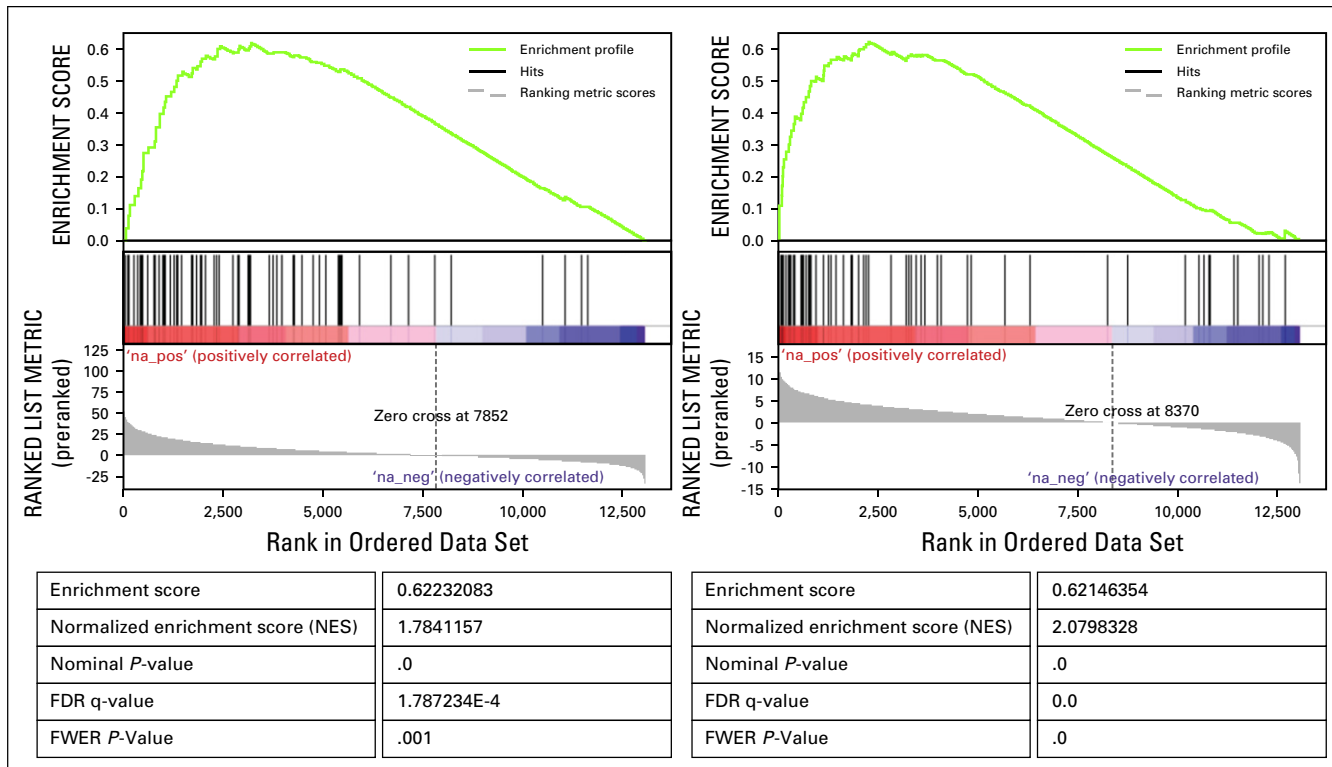 ENRICHMENT SCORE
0.6
0.5
0.4
0.3
0.2
0.1
0.0
Enrichment profile
Hits
Ranking metric scores
RANKED LIST METRIC
(preranked)
125
100
75
50
25
0
-25
'na_pos' (positively correlated)
Zero cross at 7852
'na_neg' (negatively correlated)
0 2,500 5,000 7,500 10,000 12,500
Rank in Ordered Data Set
Enrichment score 0.62232083
Normalized enrichment score (NES) 1.7841157
Nominal P-value .0
FDR q-value 1.787234E-4
FWER P-Value .001
ENRICHMENT SCORE
0.6
0.5
0.4
0.3
0.2
0.1
0.0
Enrichment profile
Hits
Ranking metric scores
RANKED LIST METRIC
(preranked)
15
10
5
0
-5
-10
-15
'na_pos' (positively correlated)
Zero cross at 8370
'na_neg' (negatively correlated)
0 2,500 5,000 7,500 10,000 12,500
Rank in Ordered Data Set
Enrichment score 0.62146354
Normalized enrichment score (NES) 2.0798328
Nominal P-value .0
FDR q-value 0.0
FWER P-Value .0